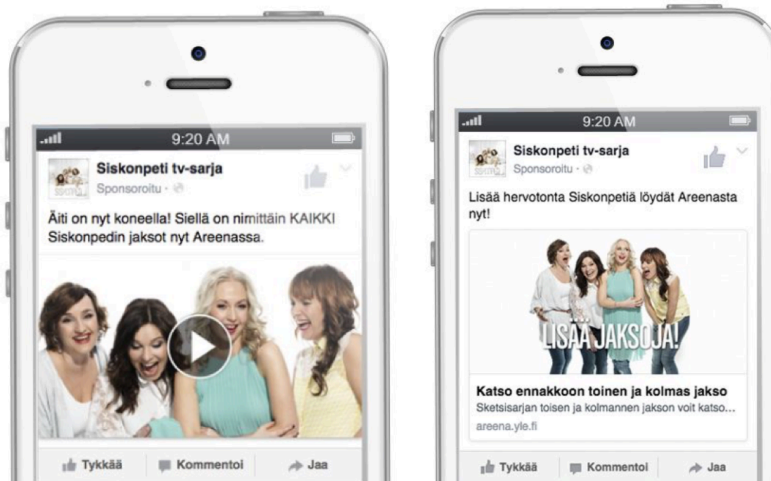 9:20 AM
Siskonpeti tv-sarja
Sponsoroitu ·
Äiti on nyt koneella! Siellä on nimittäin KAIKKI
Siskonpedin jaksot nyt Areenassa.
Tykkää
Kommentoi
Jaa
9:20 AM
Siskonpeti tv-sarja
Sponsoroitu ·
Lisää hervotonta Siskonpetiä löydät Areenasta
nyt!
LISÄÄ JAKSOJA!
Katso ennakkoon toinen ja kolmas jakso
Sketsisarjan toisen ja kolmannen jakson voit katso...
areena.yle.fi
Tykkää
Kommentoi
Jaa